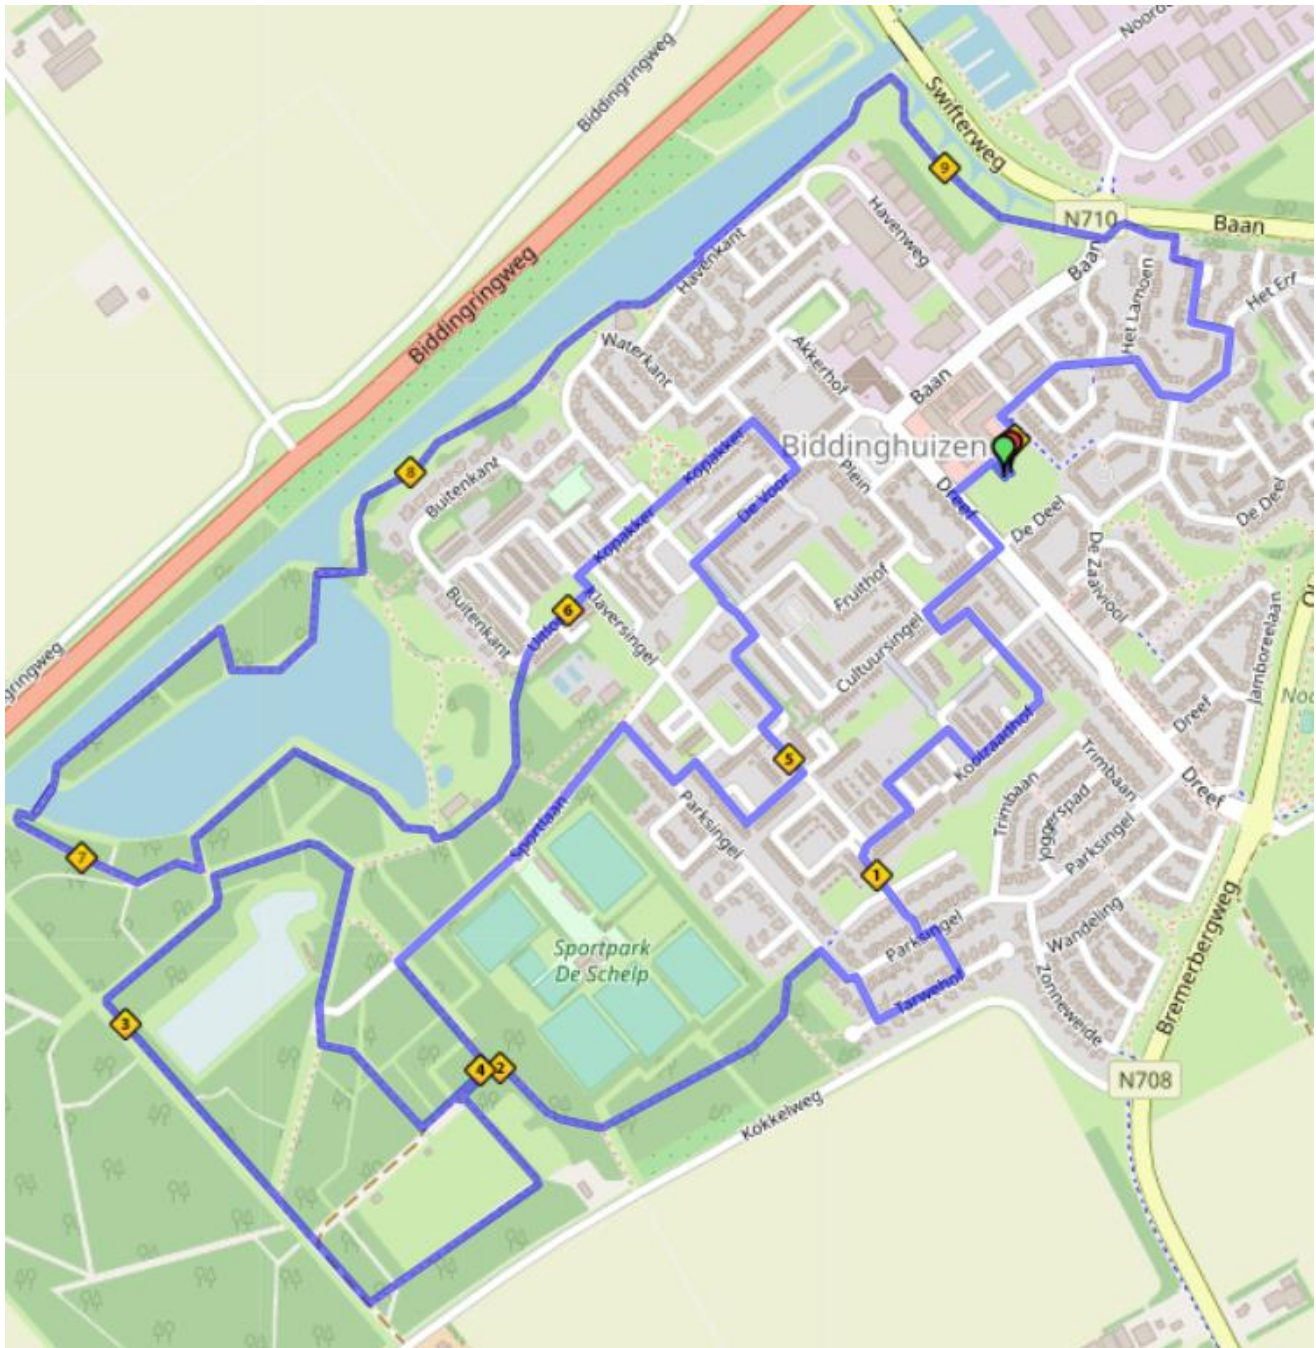 Noord
Biddingringweg
Swifterweg
9
N710
Baan
Havenweg
Baan
Havenkant
Biddingringweg
Het Lamoen
Het Erf
Waterkant
Akkerhof
Baan
Kopakker
Biddinghuizen
8
Plein
De Voor
Dreef
Buitenkant
De Deel
De Deel
Kopakker
De Zaaivoor
Fruithof
Buitenkant
6
Haversingel
Cultuursingel
Jamboreelaan
gringweg
Dreef
5
Koolzaadhof
Trimbaan
Dreef
Sportlaan
Parksingel
Trimbaan
Joggerspad
Parksingel
7
1
Sportpark
De Schelp
Parksingel
Wandeling
Bremerbergweg
Tarwehof
Zonneweide
3
4
2
N708
Kokkelweg